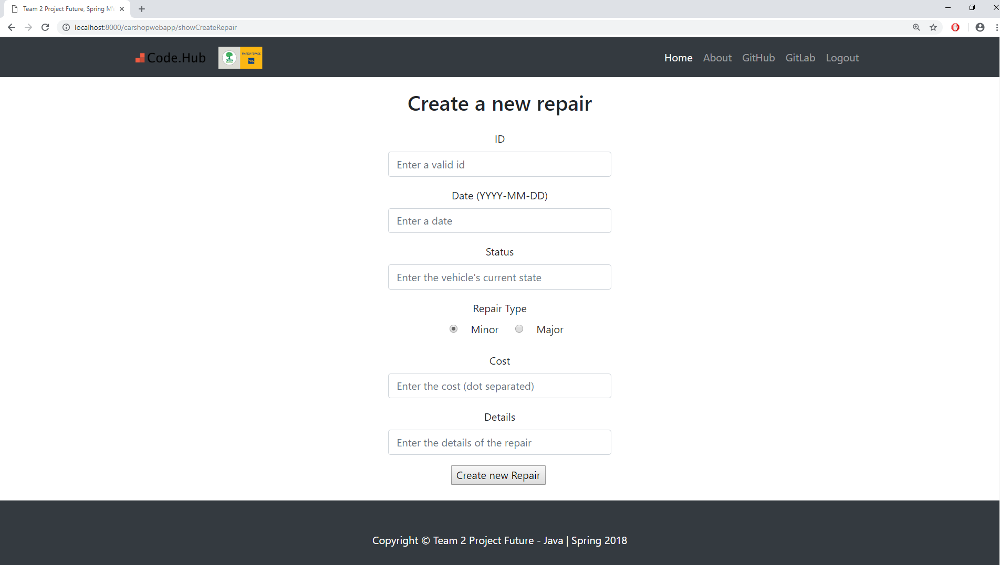 Team 2 Project Future, Spring M
localhost:8000/carshopwebapp/showCreateRepair
Code.Hub
ΤΡΑΠΕΖΑ ΠΕΙΡΑΙΩΣ
Home About GitHub GitLab Logout
Create a new repair
ID
Enter a valid id
Date (YYYY-MM-DD)
Enter a date
Status
Enter the vehicle's current state
Repair Type
Minor Major
Cost
Enter the cost (dot separated)
Details
Enter the details of the repair
Create new Repair
Copyright © Team 2 Project Future - Java | Spring 2018